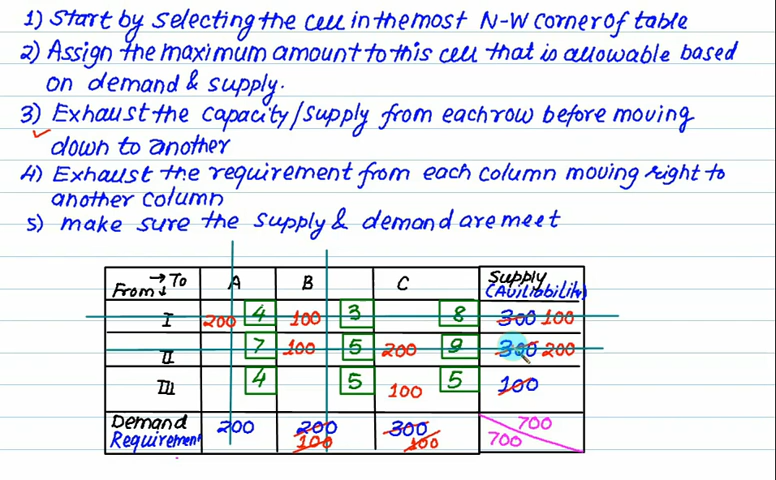 1) Start by selecting the cell in the most N-W corner of table
2) Assign the maximum amount to this cell that is allowable based
on demand & supply.
3) Exhaust the capacity/supply from each row before moving
down to another
4) Exhaust the requirement from each column moving right to
another column
5) make sure the supply & demand are meet
From↓ →To A B C Supply (Availiability)
I 200 4 100 3 8 300 100
II 7 100 5 200 9 300 200
III 4 5 100 5 100
Demand Requirement 200 200 100 300 100 700 700